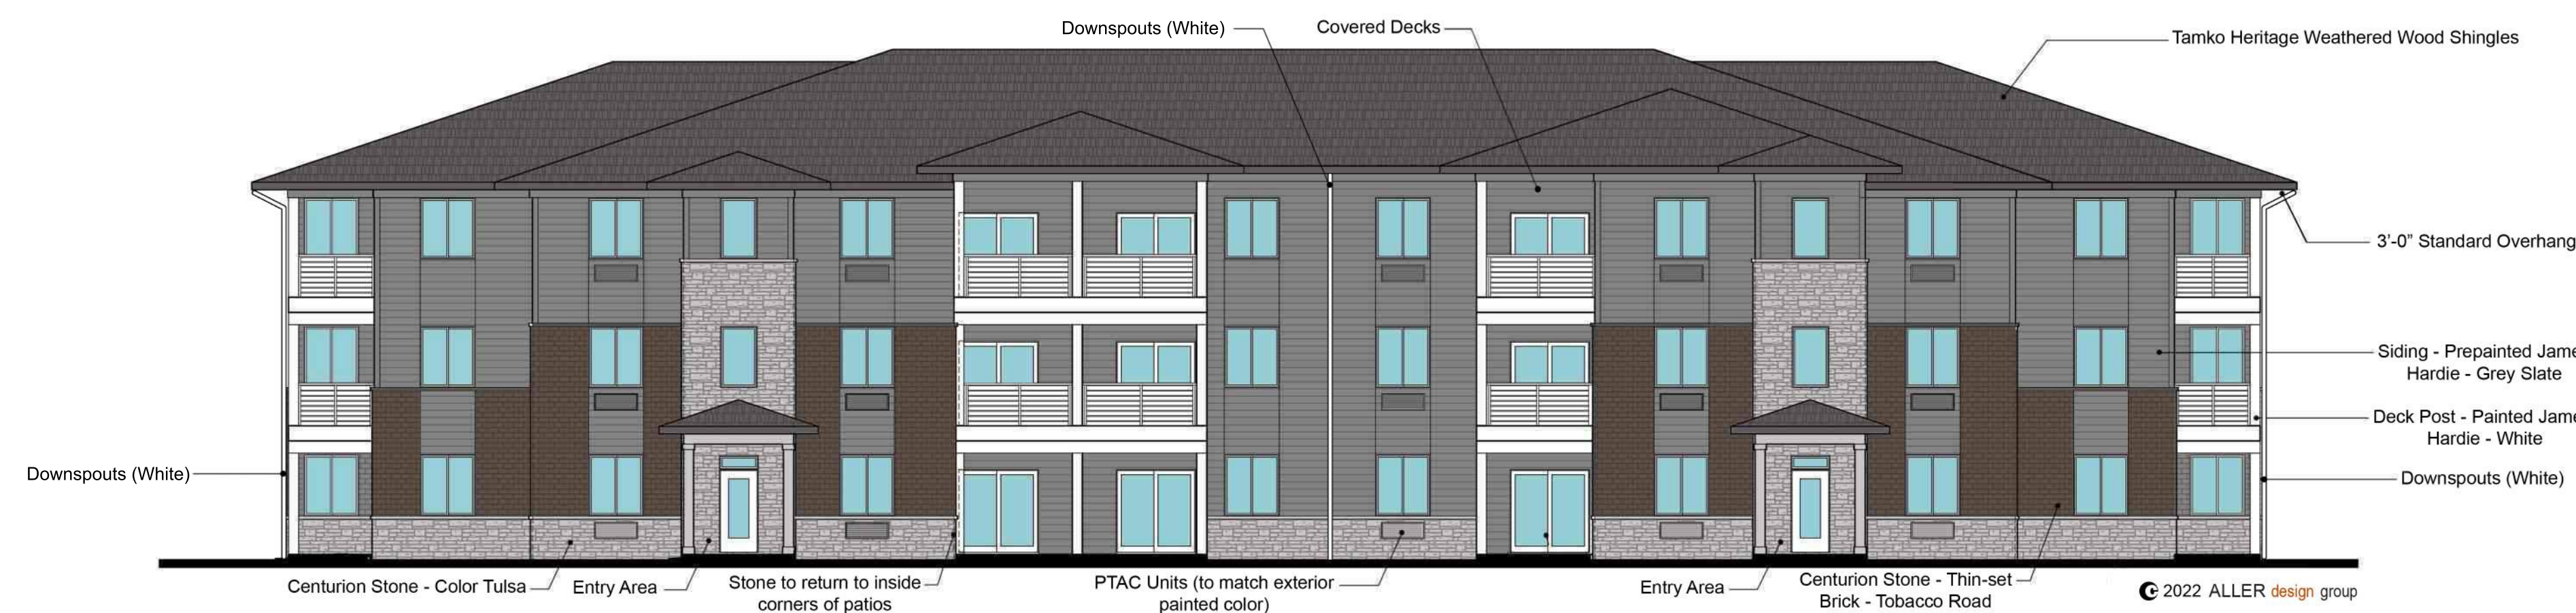 Downspouts (White)
Covered Decks
Tamko Heritage Weathered Wood Shingles
3'-0" Standard Overhang
Siding - Prepainted Jame
Hardie - Grey Slate
Deck Post - Painted Jame
Hardie - White
Downspouts (White)
Downspouts (White)
Centurion Stone - Color Tulsa
Entry Area
Stone to return to inside
corners of patios
PTAC Units (to match exterior
painted color)
Entry Area
Centurion Stone - Thin-set
Brick - Tobacco Road
2022 ALLER design group